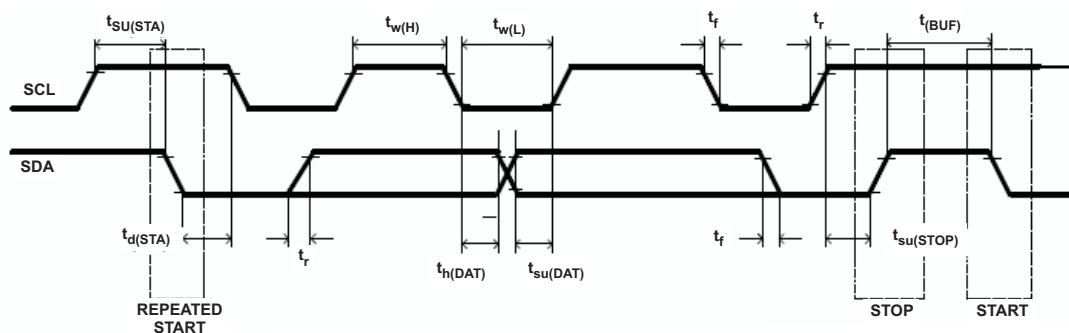 tSU(STA)
tw(H)
tw(L)
tf
tr
t(BUF)
SCL
SDA
td(STA)
tr
th(DAT)
tsu(DAT)
tf
tsu(STOP)
REPEATED
START
STOP
START